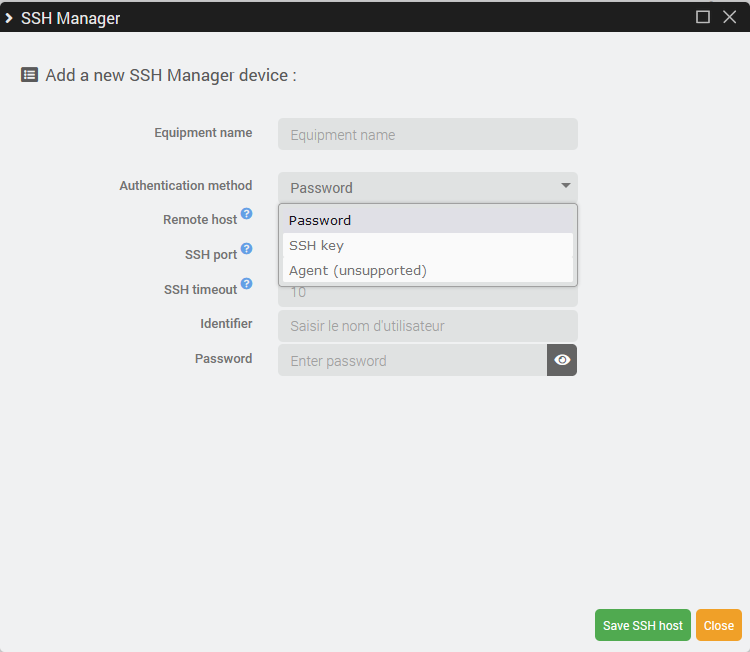 SSH Manager
Add a new SSH Manager device :
Equipment name
Equipment name
Authentication method
Password
Remote host ?
Password
SSH port ?
SSH key
Agent (unsupported)
SSH timeout ?
10
Identifier
Saisir le nom d'utilisateur
Password
Enter password
Save SSH host
Close